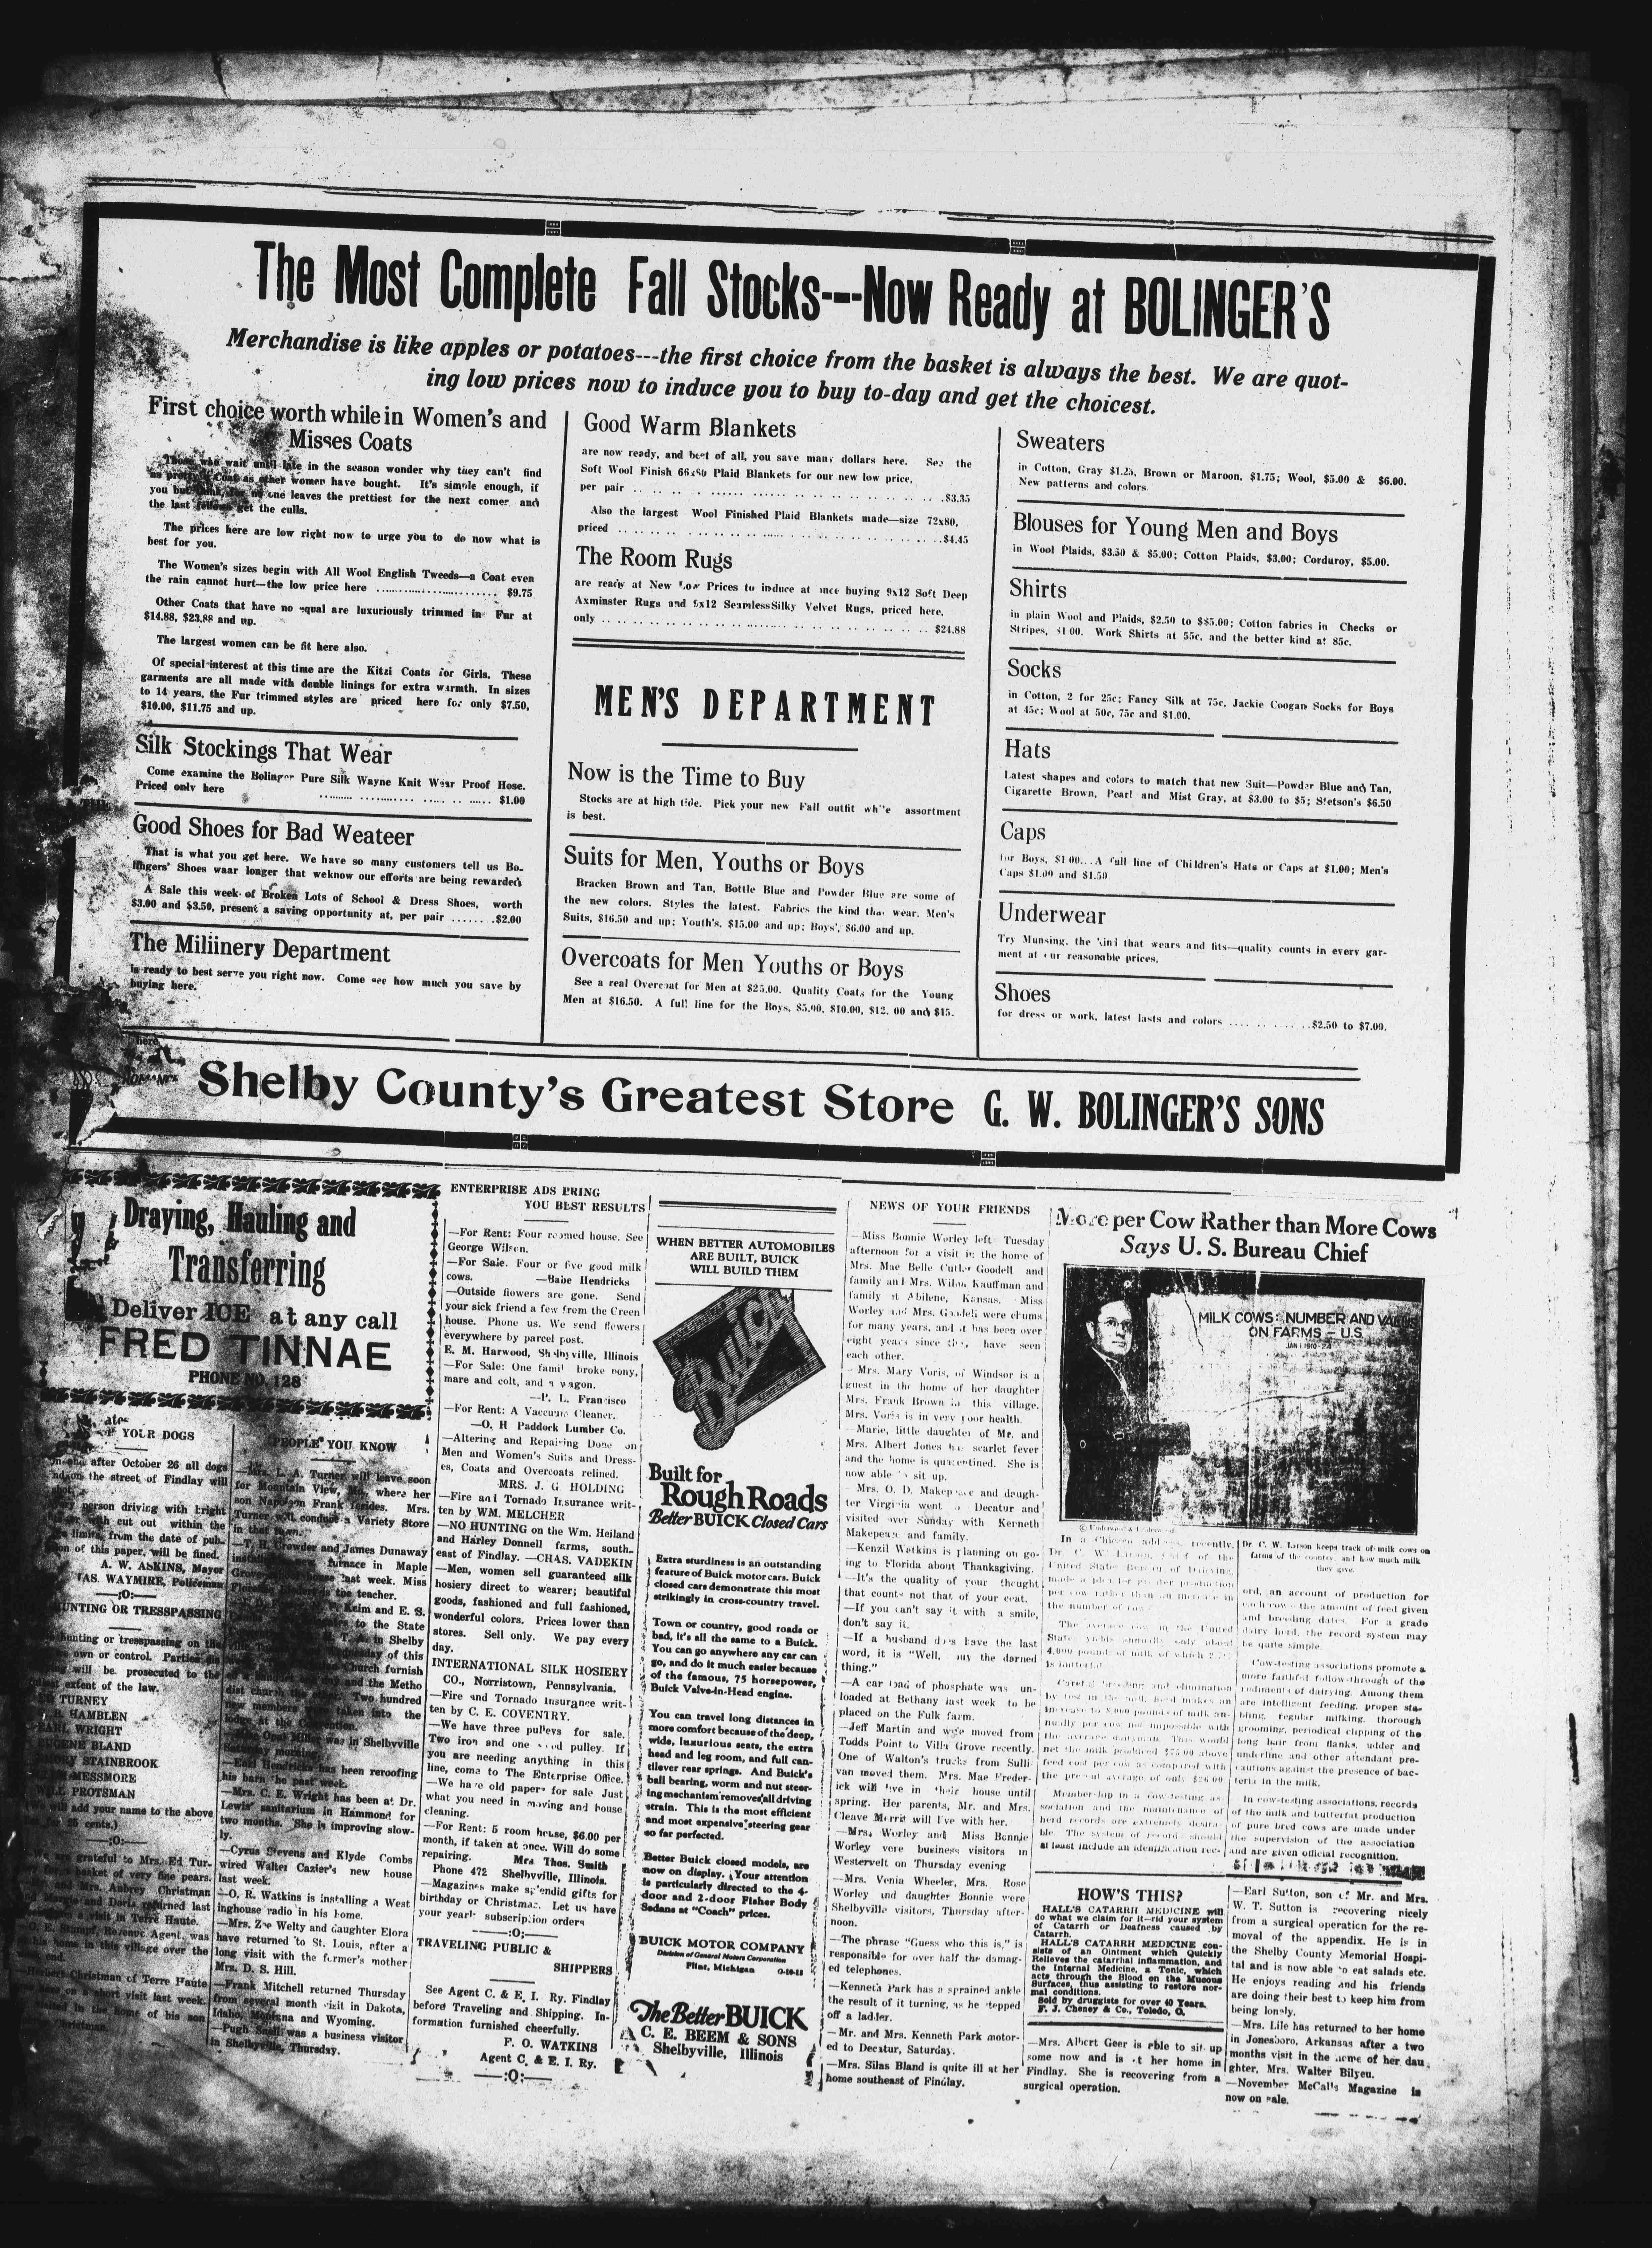 The Most Complete Fall Stocks---Now Ready at BOLINGER'S
Merchandise is like apples or potatoes---the first choice from the basket is always the best. We are quot-
ing low prices now to induce you to buy to-day and get the choicest.
First choice worth while in Women's and
Misses Coats
Those who wait until late in the season wonder why they can't find
as pretty Coat as other women have bought. It's simple enough, if
you but no one leaves the prettiest for the next comer and
the last fellows get the culls.
The prices here are low right now to urge you to do now what is
best for you.
The Women's sizes begin with All Wool English Tweeds—a Coat even
the rain cannot hurt—the low price here .................... $9.75
Other Coats that have no equal are luxuriously trimmed in Fur at
$14.88, $23.88 and up.
The largest women can be fit here also.
Of special interest at this time are the Kitzi Coats for Girls. These
garments are all made with double linings for extra warmth. In sizes
to 14 years, the Fur trimmed styles are priced here for only $7.50,
$10.00, $11.75 and up.
Silk Stockings That Wear
Come examine the Bolinger Pure Silk Wayne Knit Wear Proof Hose.
Priced only here .................... $1.00
Good Shoes for Bad Weateer
That is what you get here. We have so many customers tell us Bo-
lingers' Shoes waar longer that weknow our efforts are being rewarded
A Sale this week of Broken Lots of School & Dress Shoes, worth
$3.00 and $3.50, present a saving opportunity at, per pair ........$2.00
The Miliinery Department
is ready to best serve you right now. Come see how much you save by
buying here.
Good Warm Blankets
are now ready, and best of all, you save many dollars here. See the
Soft Wool Finish 66x80 Plaid Blankets for our new low price,
per pair .................... $3.35
Also the largest Wool Finished Plaid Blankets made—size 72x80,
priced .................... $4.45
The Room Rugs
are ready at New Low Prices to induce at once buying 9x12 Soft Deep
Axminster Rugs and 9x12 SeamlessSilky Velvet Rugs, priced here,
only .................... $24.88
MEN'S DEPARTMENT
Now is the Time to Buy
Stocks are at high tide. Pick your new Fall outfit while assortment
is best.
Suits for Men, Youths or Boys
Bracken Brown and Tan, Bottle Blue and Powder Blue are some of
the new colors. Styles the latest. Fabrics the kind that wear. Men's
Suits, $16.50 and up; Youth's, $15.00 and up; Boys', $6.00 and up.
Overcoats for Men Youths or Boys
See a real Overcoat for Men at $25.00. Quality Coats for the Young
Men at $16.50. A full line for the Boys, $5.00, $10.00, $12. 00 and $15.
Sweaters
in Cotton, Gray $1.25, Brown or Maroon, $1.75; Wool, $5.00 & $6.00.
New patterns and colors.
Blouses for Young Men and Boys
in Wool Plaids, $3.50 & $5.00; Cotton Plaids, $3.00; Corduroy, $5.00.
Shirts
in plain Wool and Plaids, $2.50 to $85.00; Cotton fabrics in Checks or
Stripes, $1 00. Work Shirts at 55c, and the better kind at 85c.
Socks
in Cotton, 2 for 25c; Fancy Silk at 75c, Jackie Coogan Socks for Boys
at 45c; Wool at 50c, 75c and $1.00.
Hats
Latest shapes and colors to match that new Suit—Powder Blue and Tan,
Cigarette Brown, Pearl and Mist Gray, at $3.00 to $5; Stetson's $6.50
Caps
for Boys, $1 00...A full line of Children's Hats or Caps at $1.00; Men's
Caps $1.00 and $1.50
Underwear
Try Munsing, the kind that wears and fits—quality counts in every gar-
ment at our reasonable prices.
Shoes
for dress or work, latest lasts and colors ............$2.50 to $7.00.
Shelby County's Greatest Store G. W. BOLINGER'S SONS
Draying, Hauling and
Transferring
Deliver ICE at any call
FRED TINNAE
PHONE NO. 128
YOUR DOGS
after October 26 all dogs
on the street of Findlay will
person driving with bright
with cut out within the
limits, from the date of pub-
of this paper, will be fined.
A. W. ASKINS, Mayor
WAYMIRE, Policeman
—:O:—
HUNTING OR TRESSPASSING
hunting or tresspassing on the
own or control. Parties
will be prosecuted to the
extent of the law.
TURNEY
HAMBLEN
EARL WRIGHT
EUGENE BLAND
STAINBROOK
MESSMORE
PROTSMAN
will add your name to the above
25 cents.)
—:O:—
grateful to Mrs. Ed Tur-
basket of very fine pears.
Mrs. Aubrey Christman
and Doris returned last
a visit in Terre Haute.
Agent, was
his home in this village over the
end.
Christman of Terre Haute
on a short visit last week.
in the home of his son
PEOPLE YOU KNOW
—Mrs. L. A. Turner will leave soon
for Mountain View, Mo., where her
son Napoleon Frank resides. Mrs.
Turner will conduct a Variety Store
in that town.
—T. H. Crowder and James Dunaway
furnace in Maple
Grove house last week. Miss
the teacher.
Keim and E. S.
to the State
in Shelby
of this
Church furnish
and the Metho
dist church Two hundred
new members taken into the
lodge at the
was in Shelbyville
Saturday morning.
—Earl Hendricks has been reroofing
his barn the past week.
—Mrs. C. E. Wright has been at Dr.
Lewis' sanitarium in Hammond for
two months. She is improving slow-
ly.
—Cyrus Stevens and Klyde Combs
wired Walter Cazier's new house
last week.
—O. R. Watkins is installing a West
inghouse radio in his home.
—Mrs. Zoe Welty and daughter Elora
have returned to St. Louis, after a
long visit with the former's mother
Mrs. D. S. Hill.
—Frank Mitchell returned Thursday
from several month visit in Dakota,
Idaho, Montana and Wyoming.
—Pugh Snelli was a business visitor
in Shelbyville, Thursday.
ENTERPRISE ADS BRING
YOU BEST RESULTS
—For Rent: Four roomed house. See
George Wilson.
—For Sale. Four or five good milk
cows. —Babe Hendricks
—Outside flowers are gone. Send
your sick friend a few from the Green
house. Phone us. We send flowers
everywhere by parcel post.
E. M. Harwood, Shelbyville, Illinois
—For Sale: One family broke pony,
mare and colt, and a wagon.
—P. L. Francisco
—For Rent: A Vaccuum Cleaner.
—O. H Paddock Lumber Co.
—Altering and Repairing Done on
Men and Women's Suits and Dress-
es, Coats and Overcoats relined.
MRS. J. G. HOLDING
—Fire and Tornado Insurance writ-
ten by WM. MELCHER
—NO HUNTING on the Wm. Heiland
and Harley Donnell farms, south-
east of Findlay. —CHAS. VADEKIN
—Men, women sell guaranteed silk
hosiery direct to wearer; beautiful
goods, fashioned and full fashioned,
wonderful colors. Prices lower than
stores. Sell only. We pay every
day.
INTERNATIONAL SILK HOSIERY
CO., Norristown, Pennsylvania.
—Fire and Tornado Insurance writ-
ten by C. E. COVENTRY.
—We have three pulleys for sale.
Two iron and one wood pulley. If
you are needing anything in this
line, come to The Enterprise Office.
—We have old papers for sale Just
what you need in moving and house
cleaning.
—For Rent: 5 room house, $6.00 per
month, if taken at once. Will do some
repairing. Mrs Thos. Smith
Phone 472 Shelbyville, Illinois.
—Magazines make splendid gifts for
birthday or Christmas. Let us have
your yearly subscription orders
—:O:—
TRAVELING PUBLIC &
SHIPPERS
See Agent C. & E. I. Ry. Findlay
before Traveling and Shipping. In-
formation furnished cheerfully.
F. O. WATKINS
Agent C. & E. I. Ry.
—:O:—
WHEN BETTER AUTOMOBILES
ARE BUILT, BUICK
WILL BUILD THEM
Buick
Built for
Rough Roads
Better BUICK Closed Cars
Extra sturdiness is an outstanding
feature of Buick motor cars. Buick
closed cars demonstrate this most
strikingly in cross-country travel.
Town or country, good roads or
bad, it's all the same to a Buick.
You can go anywhere any car can
go, and do it much easier because
of the famous, 75 horsepower,
Buick Valve-in-Head engine.
You can travel long distances in
more comfort because of the deep,
wide, luxurious seats, the extra
head and leg room, and full can-
tilever rear springs. And Buick's
ball bearing, worm and nut steer-
ing mechanism removes all driving
strain. This is the most efficient
and most expensive steering gear
so far perfected.
Better Buick closed models, are
now on display. Your attention
is particularly directed to the 4-
door and 2-door Fisher Body
Sedans at "Coach" prices.
BUICK MOTOR COMPANY
Division of General Motors Corporation
Flint, Michigan
The Better BUICK
C. E. BEEM & SONS
Shelbyville, Illinois
NEWS OF YOUR FRIENDS
—Miss Bonnie Worley left Tuesday
afternoon for a visit in the home of
Mrs. Mae Belle Cutler Goodell and
family and Mrs. Wilna Kauffman and
family at Abilene, Kansas. Miss
Worley and Mrs. Goodell were chums
for many years, and it has been over
eight years since they have seen
each other.
Mrs. Mary Voris, of Windsor is a
guest in the home of her daughter
Mrs. Frank Brown in this village.
Mrs. Voris is in very poor health.
Marie, little daughter of Mr. and
Mrs. Albert Jones has scarlet fever
and the home is quarentined. She is
now able to sit up.
—Mrs. O. D. Makepeace and daugh-
ter Virginia went to Decatur and
visited over Sunday with Kenneth
Makepeace and family.
—Kenzil Watkins is planning on go-
ing to Florida about Thanksgiving.
—It's the quality of your thought
that counts not that of your coat.
—If you can't say it with a smile,
don't say it.
—If a husband does have the last
word, it is "Well, buy the darned
thing."
—A car load of phosphate was un-
loaded at Bethany last week to be
placed on the Fulk farm.
—Jeff Martin and wife moved from
Todds Point to Villa Grove recently.
One of Walton's trucks from Sulli-
van moved them. Mrs. Mae Freder-
ick will live in their house until
spring. Her parents, Mr. and Mrs.
Cleave Merrid will live with her.
—Mrs. Worley and Miss Bonnie
Worley were business visitors in
Westervelt on Thursday evening
—Mrs. Venia Wheeler, Mrs. Rose
Worley and daughter Bonnie were
Shelbyville visitors, Thursday after-
noon.
—The phrase "Guess who this is," is
responsible for over half the damag-
ed telephones.
—Kenneth Park has a sprained ankle
the result of it turning, as he stepped
off a ladder.
—Mr. and Mrs. Kenneth Park motor-
ed to Decatur, Saturday.
—Mrs. Silas Bland is quite ill at her
home southeast of Findlay.
More per Cow Rather than More Cows
Says U. S. Bureau Chief
MILK COWS: NUMBER AND VALUE
ON FARMS - U.S.
JAN 1 1910-24
© Underwood & Underwood
Dr. C. W. Larson keeps track of milk cows on
farms of the country, and how much milk
they give.
In a Chicago address, recently,
Dr. C. W. Larson, chief of the
United States Bureau of Dairying,
made a plea for greater production
per cow rather than an increase in
the number of cows.
The average cow in the United
States yields annually only about
4,000 pounds of milk of which
is butterfat.
Careful breeding and elimination
by test in the herd makes an
increase to 8,000 pounds of milk an-
nually per cow not impossible with
the average dairyman. This would
net the milk produced $75.00 above
feed cost per cow as compared with
the present average of only $26.00
Membership in a cow testing as-
sociation and the maintenance of
herd records are extremely desira-
ble. The system of records should
at least include an identification rec-
ord, an account of production for
each cow—the amount of feed given
and breeding dates. For a grade
dairy herd, the record system may
be quite simple.
Cow-testing associations promote a
more faithful follow-through of the
rudiments of dairying. Among them
are intelligent feeding, proper sta-
bling, regular milking, thorough
grooming, periodical clipping of the
long hair from flanks, udder and
underline and other attendant pre-
cautions against the presence of bac-
teria in the milk.
In cow-testing associations, records
of the milk and butterfat production
of pure bred cows are made under
the supervision of the association
and are given official recognition.
HOW'S THIS?
HALL'S CATARRH MEDICINE will
do what we claim for it—rid your system
of Catarrh or Deafness caused by
Catarrh.
HALL'S CATARRH MEDICINE con-
sists of an Ointment which Quickly
Relieves the catarrhal inflammation, and
the Internal Medicine, a Tonic, which
acts through the Blood on the Mucous
Surfaces, thus assisting to restore nor-
mal conditions.
Sold by druggists for over 40 Years.
F. J. Cheney & Co., Toledo, O.
—Mrs. Albert Geer is able to sit up
some now and is at her home in
Findlay. She is recovering from a
surgical operation.
—Earl Sutton, son of Mr. and Mrs.
W. T. Sutton is recovering nicely
from a surgical operation for the re-
moval of the appendix. He is in
the Shelby County Memorial Hospi-
tal and is now able to eat salads etc.
He enjoys reading and his friends
are doing their best to keep him from
being lonely.
—Mrs. Lile has returned to her home
in Jonesboro, Arkansas after a two
months visit in the home of her dau
ghter, Mrs. Walter Bilyeu.
—November McCalls Magazine is
now on sale.